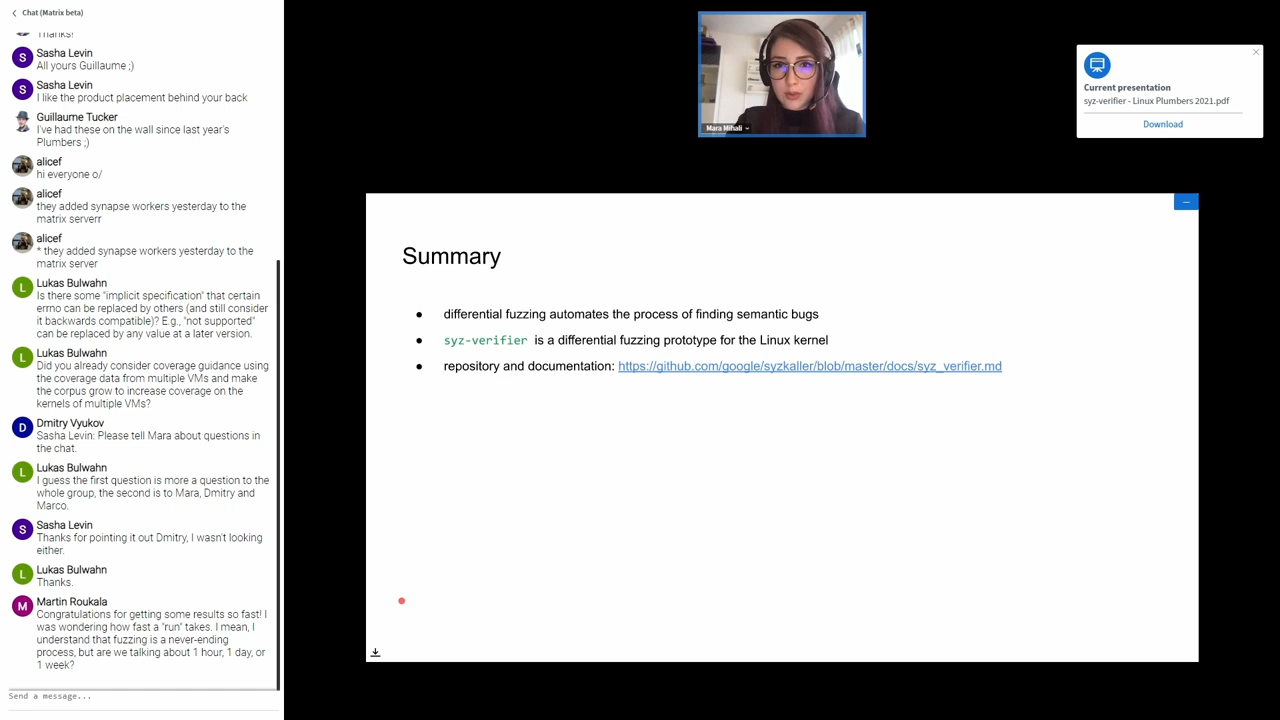 Chat (Matrix beta)
Thanks!
Sasha Levin
All yours Guillaume ;)
Sasha Levin
I like the product placement behind your back
Guillaume Tucker
I've had these on the wall since last year's
Plumbers ;)
alicef
hi everyone o/
alicef
they added synapse workers yesterday to the
matrix serverr
alicef
* they added synapse workers yesterday to the
matrix server
L
Lukas Bulwahn
Is there some "implicit specification" that certain
errno can be replaced by others (and still consider
it backwards compatible)? E.g., "not supported"
can be replaced by any value at a later version.
L
Lukas Bulwahn
Did you already consider coverage guidance using
the coverage data from multiple VMs and make
the corpus grow to increase coverage on the
kernels of multiple VMs?
D
Dmitry Vyukov
Sasha Levin: Please tell Mara about questions in
the chat.
L
Lukas Bulwahn
I guess the first question is more a question to the
whole group, the second is to Mara, Dmitry and
Marco.
S
Sasha Levin
Thanks for pointing it out Dmitry, I wasn't looking
either.
L
Lukas Bulwahn
Thanks.
M
Martin Roukala
Congratulations for getting some results so fast! I
was wondering how fast a "run" takes. I mean, I
understand that fuzzing is a never-ending
process, but are we talking about 1 hour, 1 day, or
1 week?
Send a message...
Mara Mihali
Current presentation
syz-verifier - Linux Plumbers 2021.pdf
Download
Summary
● differential fuzzing automates the process of finding semantic bugs
● syz-verifier is a differential fuzzing prototype for the Linux kernel
● repository and documentation: https://github.com/google/syzkaller/blob/master/docs/syz_verifier.md